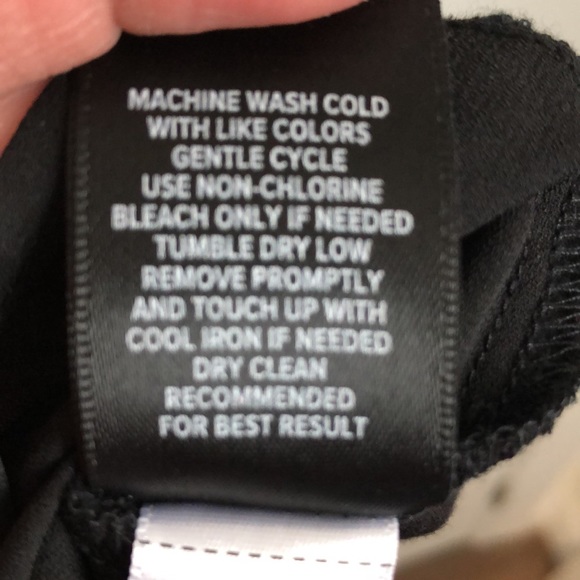 MACHINE WASH COLD
WITH LIKE COLORS
GENTLE CYCLE
USE NON-CHLORINE
BLEACH ONLY IF NEEDED
TUMBLE DRY LOW
REMOVE PROMPTLY
AND TOUCH UP WITH
COOL IRON IF NEEDED
DRY CLEAN
RECOMMENDED
FOR BEST RESULT